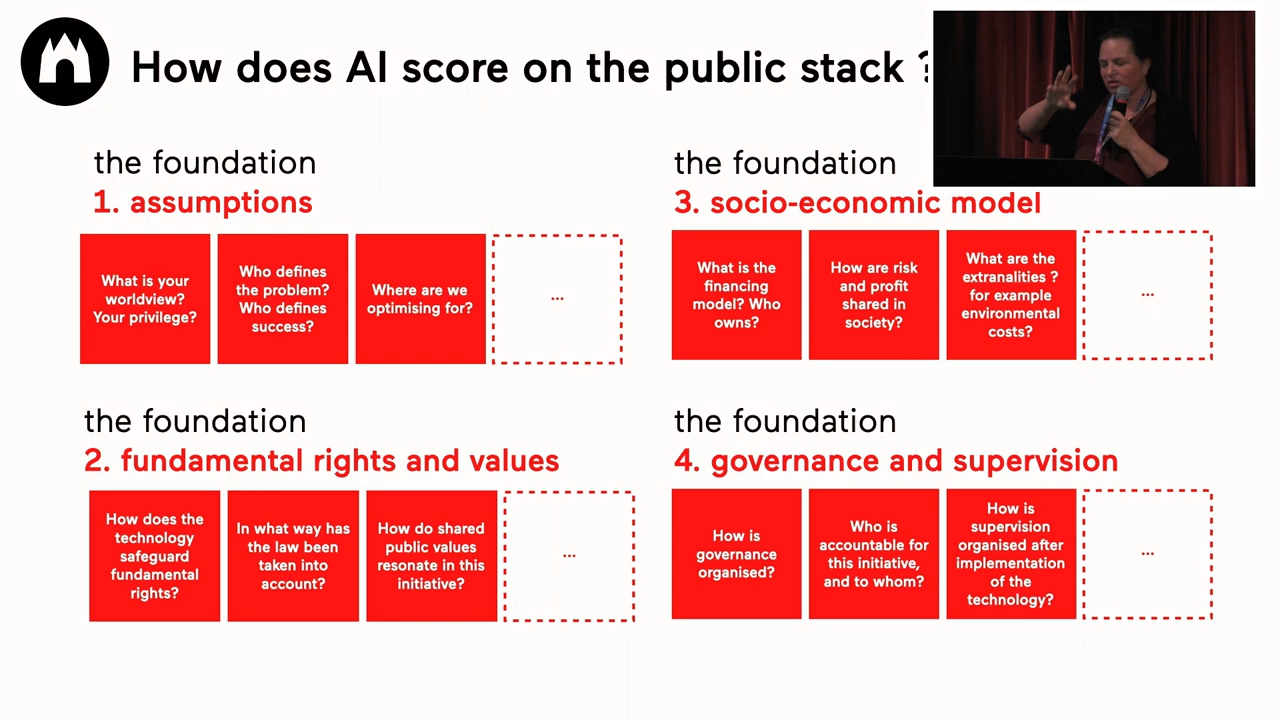 How does AI score on the public stack ?
the foundation
1. assumptions
What is your
worldview?
Your privilege?
Who defines
the problem?
Who defines
success?
Where are we
optimising for?
...
the foundation
2. fundamental rights and values
How does the
technology
safeguard
fundamental
rights?
In what way has
the law been
taken into
account?
How do shared
public values
resonate in this
initiative?
...
the foundation
3. socio-economic model
What is the
financing
model? Who
owns?
How are risk
and profit
shared in
society?
What are the
extranalities ?
for example
environmental
costs?
...
the foundation
4. governance and supervision
How is
governance
organised?
Who is
accountable for
this initiative,
and to whom?
How is
supervision
organised after
implementation
of the
technology?
...